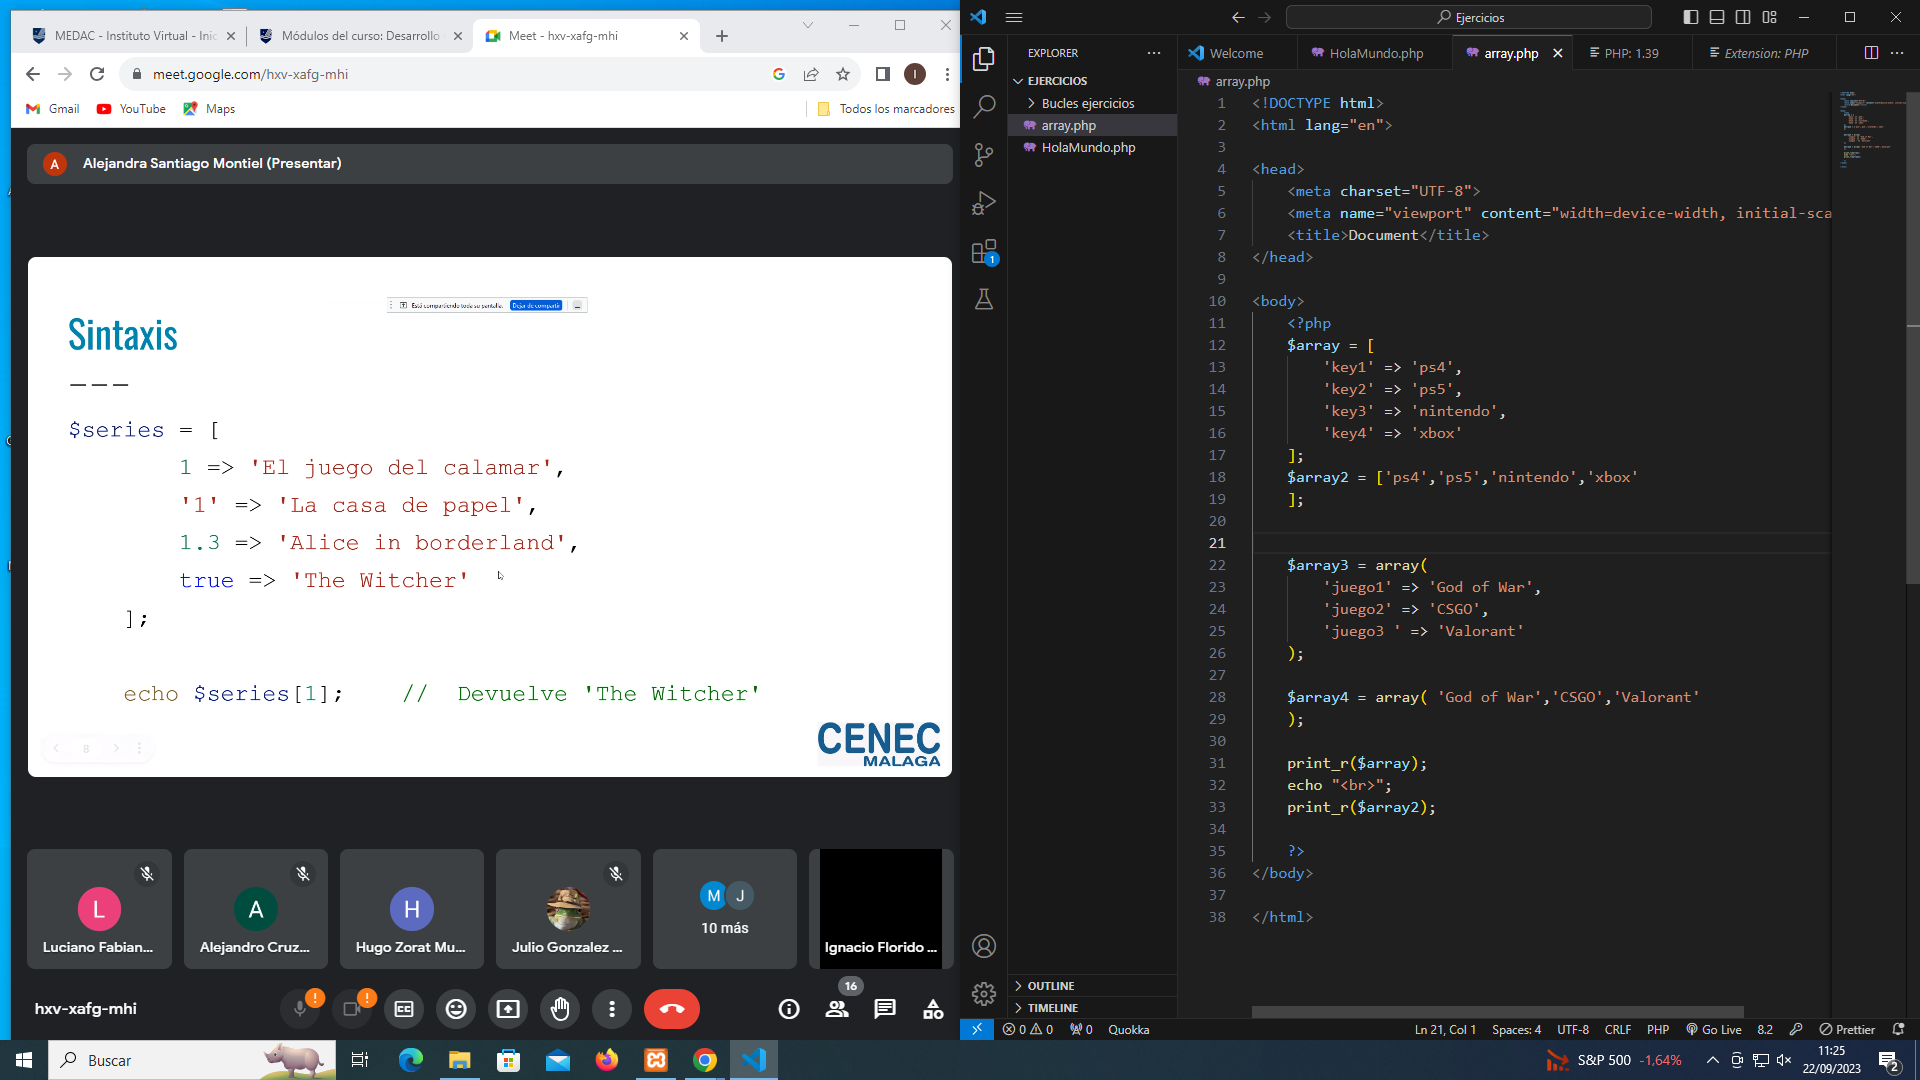 MEDAC - Instituto Virtual - Inic
Módulos del curso: Desarrollo
Meet - hxv-xafg-mhi
meet.google.com/hxv-xafg-mhi
I
Gmail
YouTube
Maps
Todos los marcadores
A
Alejandra Santiago Montiel (Presentar)
Está compartiendo toda su pantalla.
Dejar de compartir
Sintaxis
---
$series = [
1 => 'El juego del calamar',
'1' => 'La casa de papel',
1.3 => 'Alice in borderland',
true => 'The Witcher'
];
echo $series[1]; // Devuelve 'The Witcher'
8
CENEC
MALAGA
L
Luciano Fabian...
A
Alejandro Cruz...
H
Hugo Zorat Mu...
Julio Gonzalez ...
M J
10 más
Ignacio Florido ...
hxv-xafg-mhi
16
Ejercicios
EXPLORER
EJERCICIOS
Bucles ejercicios
array.php
HolaMundo.php
1
OUTLINE
TIMELINE
Welcome
HolaMundo.php
array.php
PHP: 1.39
Extension: PHP
array.php
1 <!DOCTYPE html>
2 <html lang="en">
3
4 <head>
5 <meta charset="UTF-8">
6 <meta name="viewport" content="width=device-width, initial-sca
7 <title>Document</title>
8 </head>
9
10 <body>
11 <?php
12 $array = [
13 'key1' => 'ps4',
14 'key2' => 'ps5',
15 'key3' => 'nintendo',
16 'key4' => 'xbox'
17 ];
18 $array2 = ['ps4','ps5','nintendo','xbox'
19 ];
20
21
22 $array3 = array(
23 'juego1' => 'God of War',
24 'juego2' => 'CSGO',
25 'juego3 ' => 'Valorant'
26 );
27
28 $array4 = array( 'God of War','CSGO','Valorant'
29 );
30
31 print_r($array);
32 echo "<br>";
33 print_r($array2);
34
35 ?>
36 </body>
37
38 </html>
0 0 0 Quokka
Ln 21, Col 1 Spaces: 4 UTF-8 CRLF PHP Go Live 8.2 Prettier
Buscar
S&P 500 -1,64%
11:25
22/09/2023
2